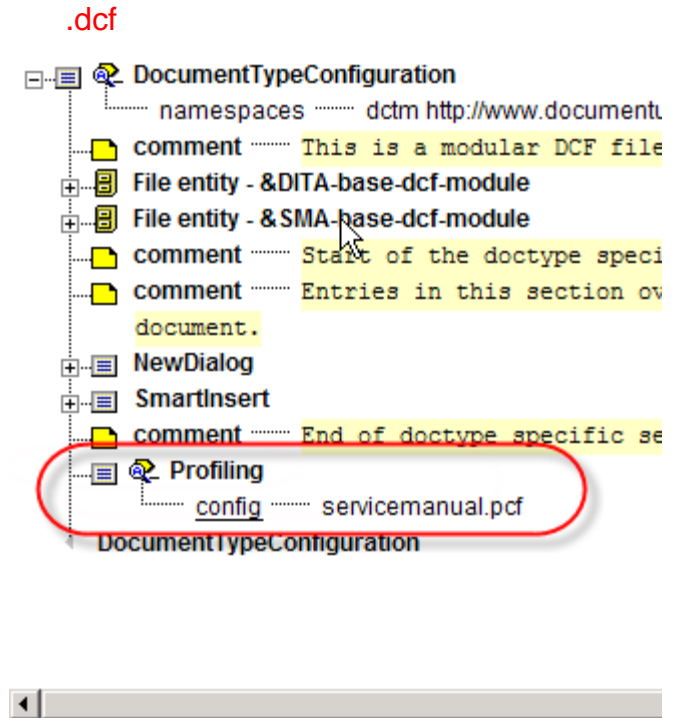 .dcf
DocumentTypeConfiguration
namespaces dctm http://www.documentu
comment This is a modular DCF file
File entity - &DITA-base-dcf-module
File entity - &SMA-base-dcf-module
comment Start of the doctype speci
comment Entries in this section ov
document.
NewDialog
SmartInsert
comment End of doctype specific se
Profiling
config servicemanual.pcf
DocumentTypeConfiguration